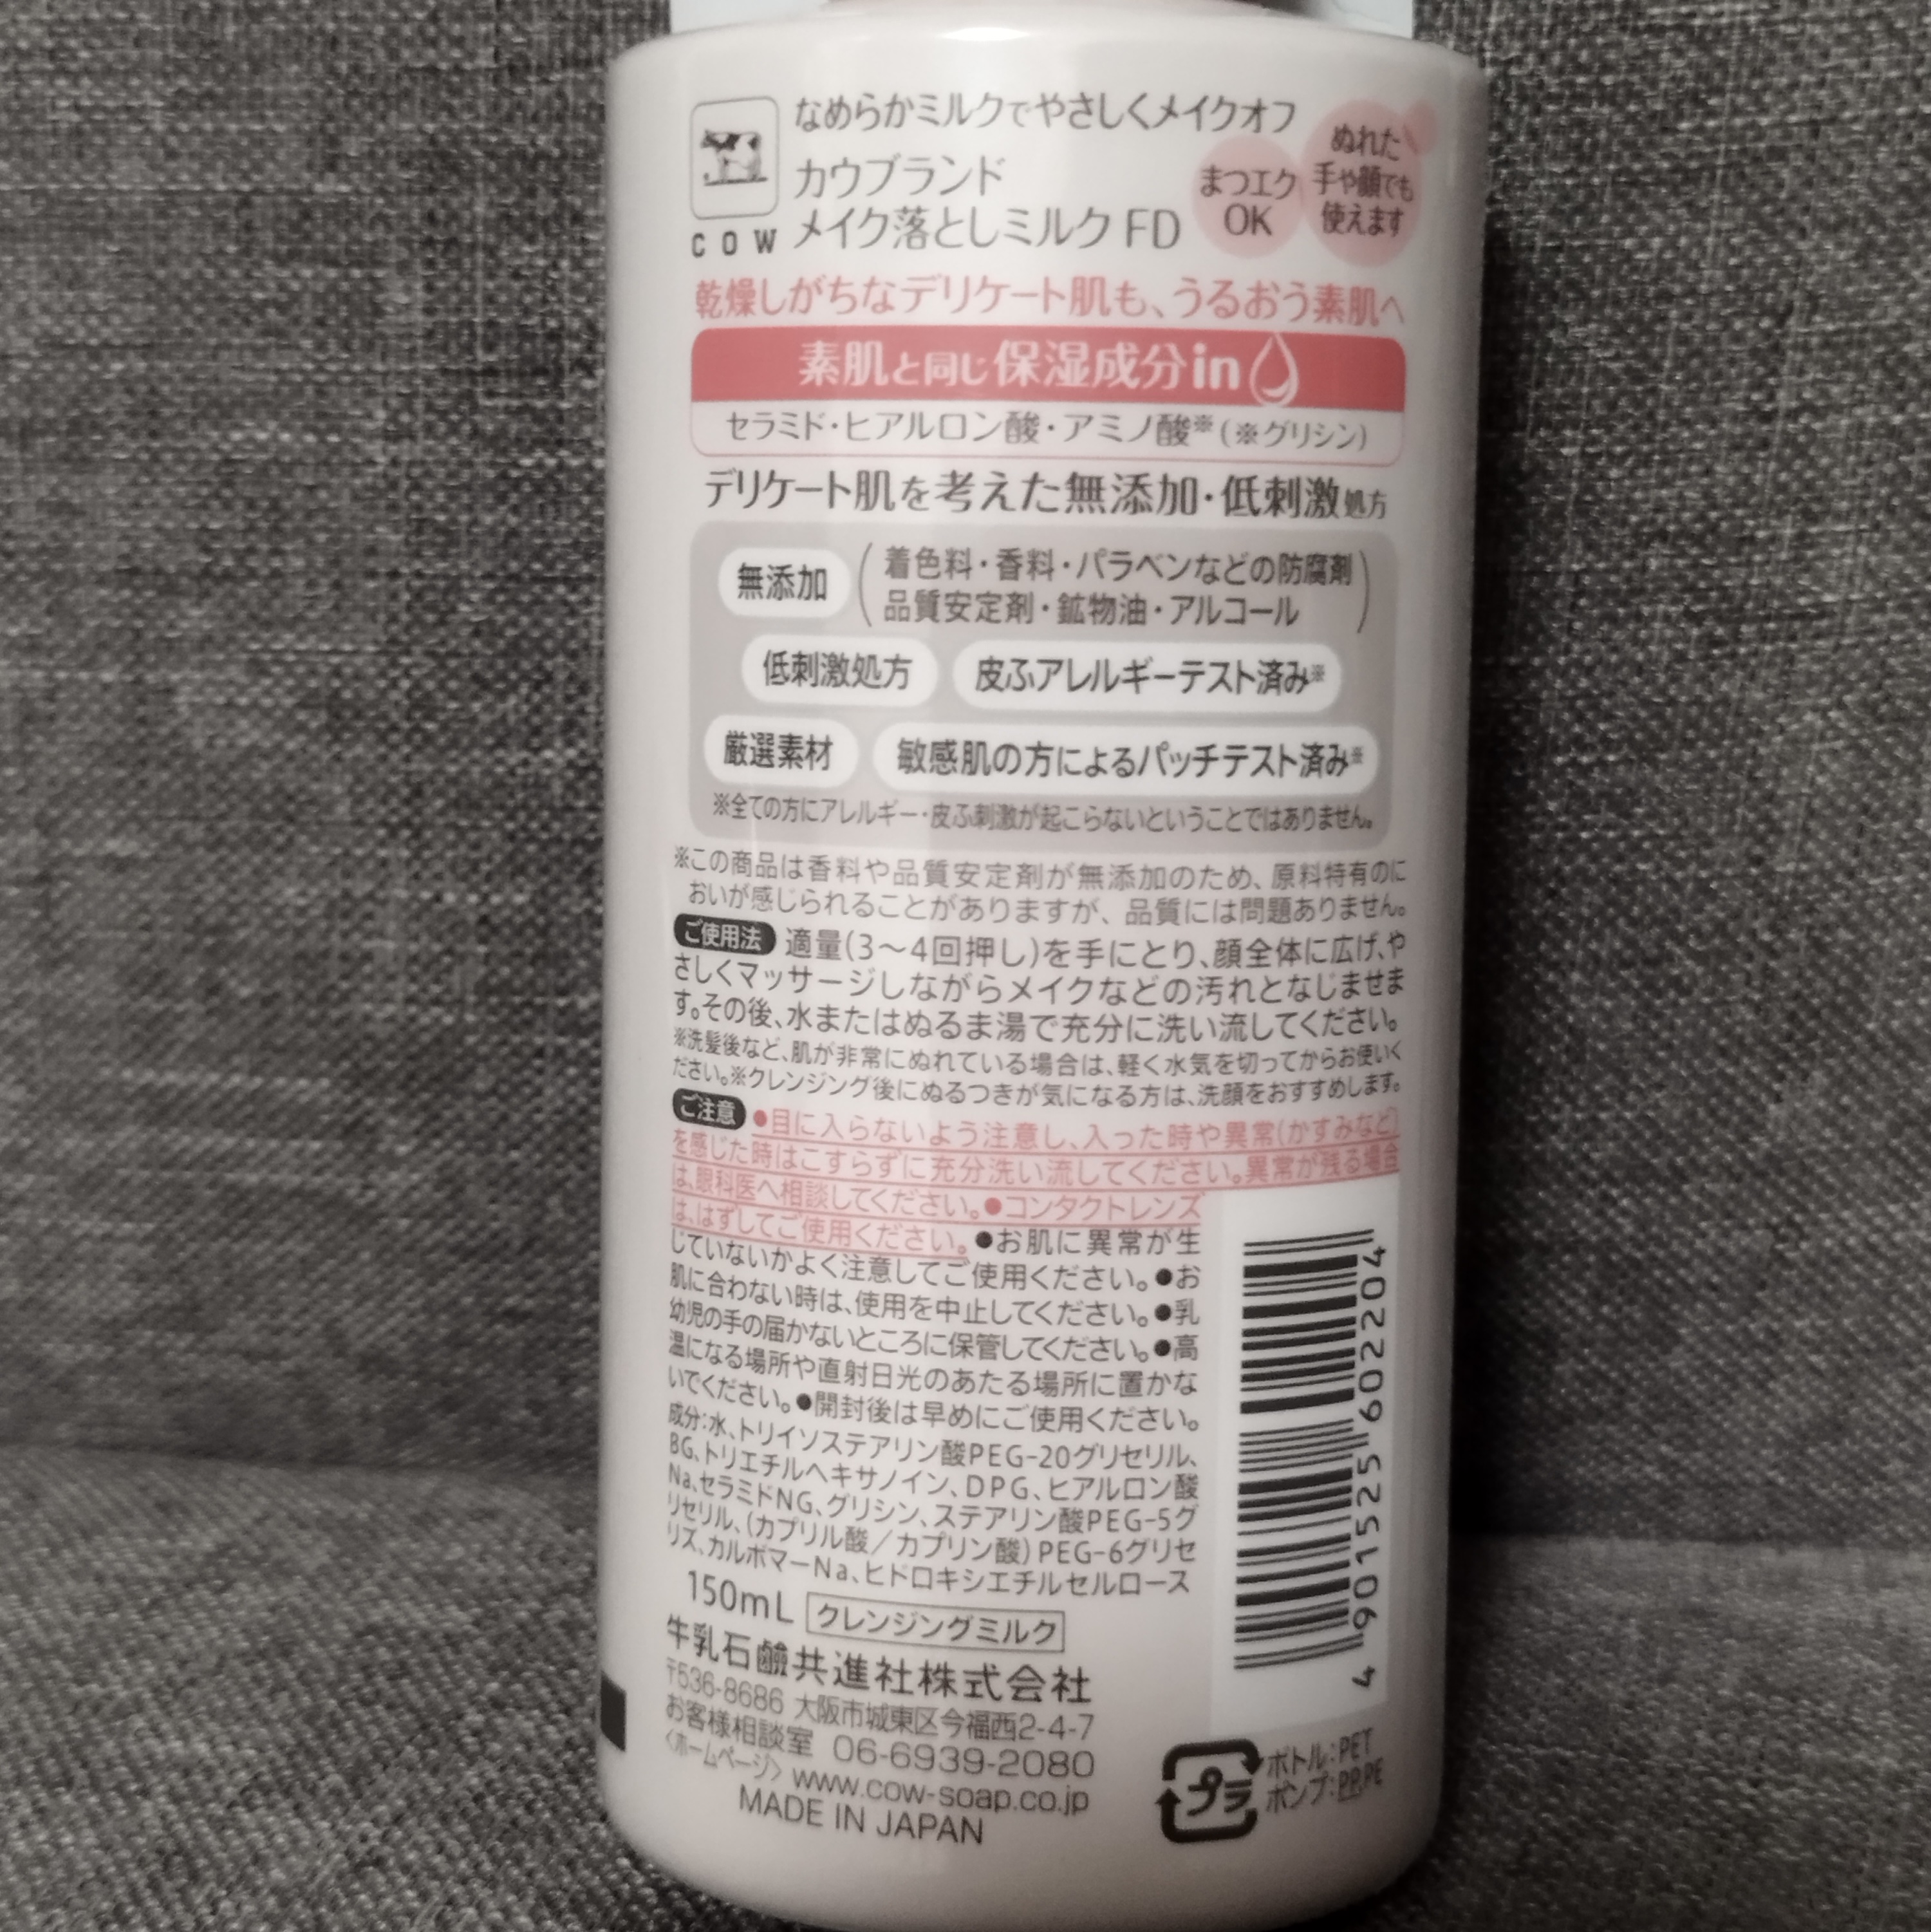 なめらかミルクでやさしくメイクオフ
カウブランド
メイク落としミルク FD
COW
まつエク
OK
ぬれた
手や顔でも
使えます
乾燥しがちなデリケート肌も、うるおう素肌へ
素肌と同じ保湿成分in
セラミド・ヒアルロン酸・アミノ酸※(※グリシン)
デリケート肌を考えた無添加・低刺激処方
無添加
着色料・香料・パラベンなどの防腐剤
品質安定剤・鉱物油・アルコール
低刺激処方 皮ふアレルギーテスト済み※
厳選素材 敏感肌の方によるパッチテスト済み※
※全ての方にアレルギー・皮ふ刺激が起こらないということではありません。
※この商品は香料や品質安定剤が無添加のため、原料特有のに
おいが感じられることがありますが、品質には問題ありません。
ご使用法 適量(3〜4回押し)を手にとり、顔全体に広げ、や
さしくマッサージしながらメイクなどの汚れとなじませま
す。その後、水またはぬるま湯で充分に洗い流してください。
※洗髪後など、肌が非常にぬれている場合は、軽く水気を切ってからお使いく
ださい。※クレンジング後にぬるつきが気になる方は、洗顔をおすすめします。
ご注意 ●目に入らないよう注意し、入った時や異常(かすみなど)
を感じた時はこすらずに充分洗い流してください。異常が残る場合
は、眼科医へ相談してください。●コンタクトレンズ
は、はずしてご使用ください。●お肌に異常が生
じていないかよく注意してご使用ください。●お
肌に合わない時は、使用を中止してください。●乳
幼児の手の届かないところに保管してください。●高
温になる場所や直射日光のあたる場所に置かな
いでください。●開封後は早めにご使用ください。
成分:水、トリイソステアリン酸PEG-20グリセリル、
BG、トリエチルヘキサノイン、DPG、ヒアルロン酸
Na、セラミドNG、グリシン、ステアリン酸PEG-5グ
リセリル、(カプリル酸／カプリン酸)PEG-6グリセ
リズ、カルボマーNa、ヒドロキシエチルセルロース
150mL クレンジングミルク
牛乳石鹼共進社株式会社
〒536-8686 大阪市城東区今福西2-4-7
お客様相談室 06-6939-2080
〈ホームページ〉 www.cow-soap.co.jp
MADE IN JAPAN
4 901525 602204
プラ
ボトル:PET
ポンプ:PP,PE